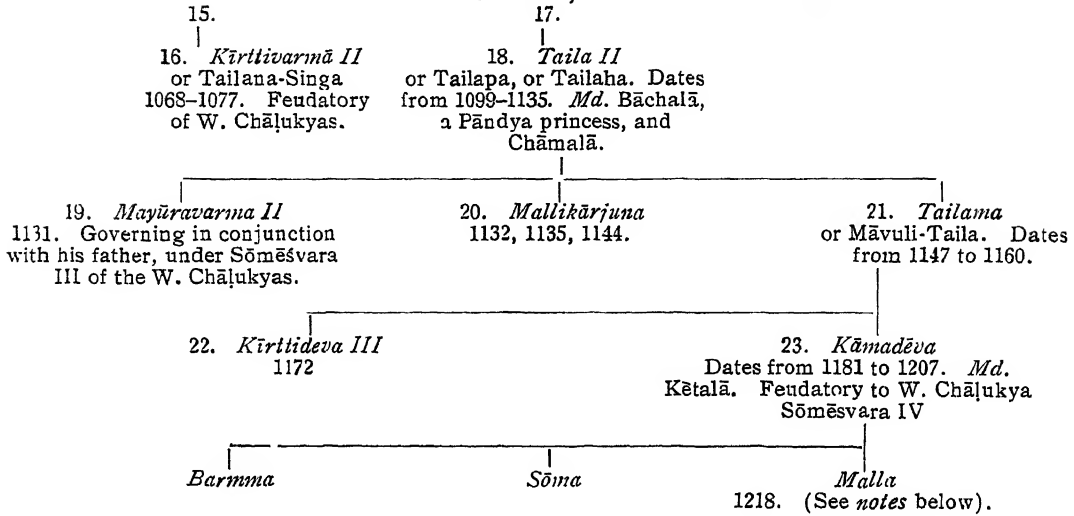 15.
17.
16. Kīrttivarmā II
or Tailana-Singa
1068–1077. Feudatory
of W. Chāḷukyas.
18. Taila II
or Tailapa, or Tailaha. Dates
from 1099–1135. Md. Bāchalā,
a Pāndya princess, and
Chāmalā.
19. Mayūravarma II
1131. Governing in conjunction
with his father, under Sōmēśvara
III of the W. Chāḷukyas.
20. Mallikārjuna
1132, 1135, 1144.
21. Tailama
or Māvuli-Taila. Dates
from 1147 to 1160.
22. Kīrttideva III
1172
23. Kāmadēva
Dates from 1181 to 1207. Md.
Kētalā. Feudatory to W. Chāḷukya
Sōmēsvara IV
Barmma
Sōma
Malla
1218. (See notes below).